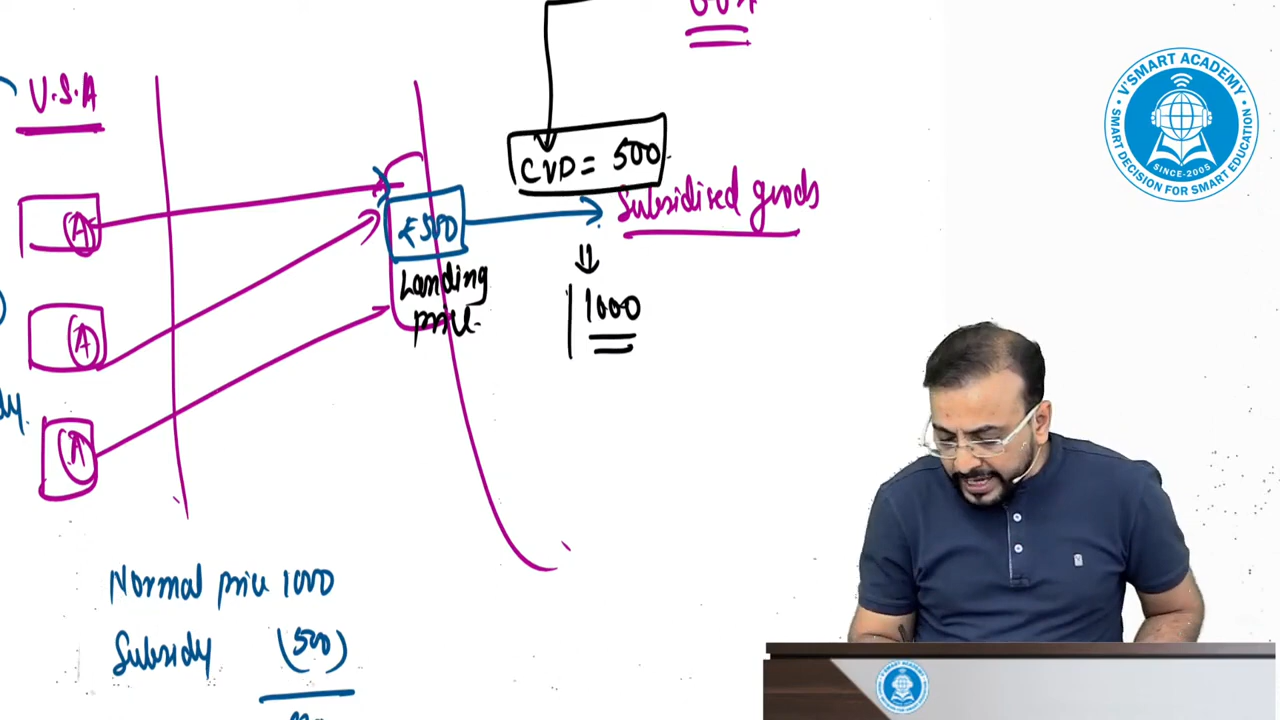 U.S.A
CVD = 500
Subsidized goods
A
₹500
Landing
price
1000
A
A
Normal price 1000
Subsidy (500)
V'SMART ACADEMY
SINCE-2005
SMART DECISION FOR SMART EDUCATION